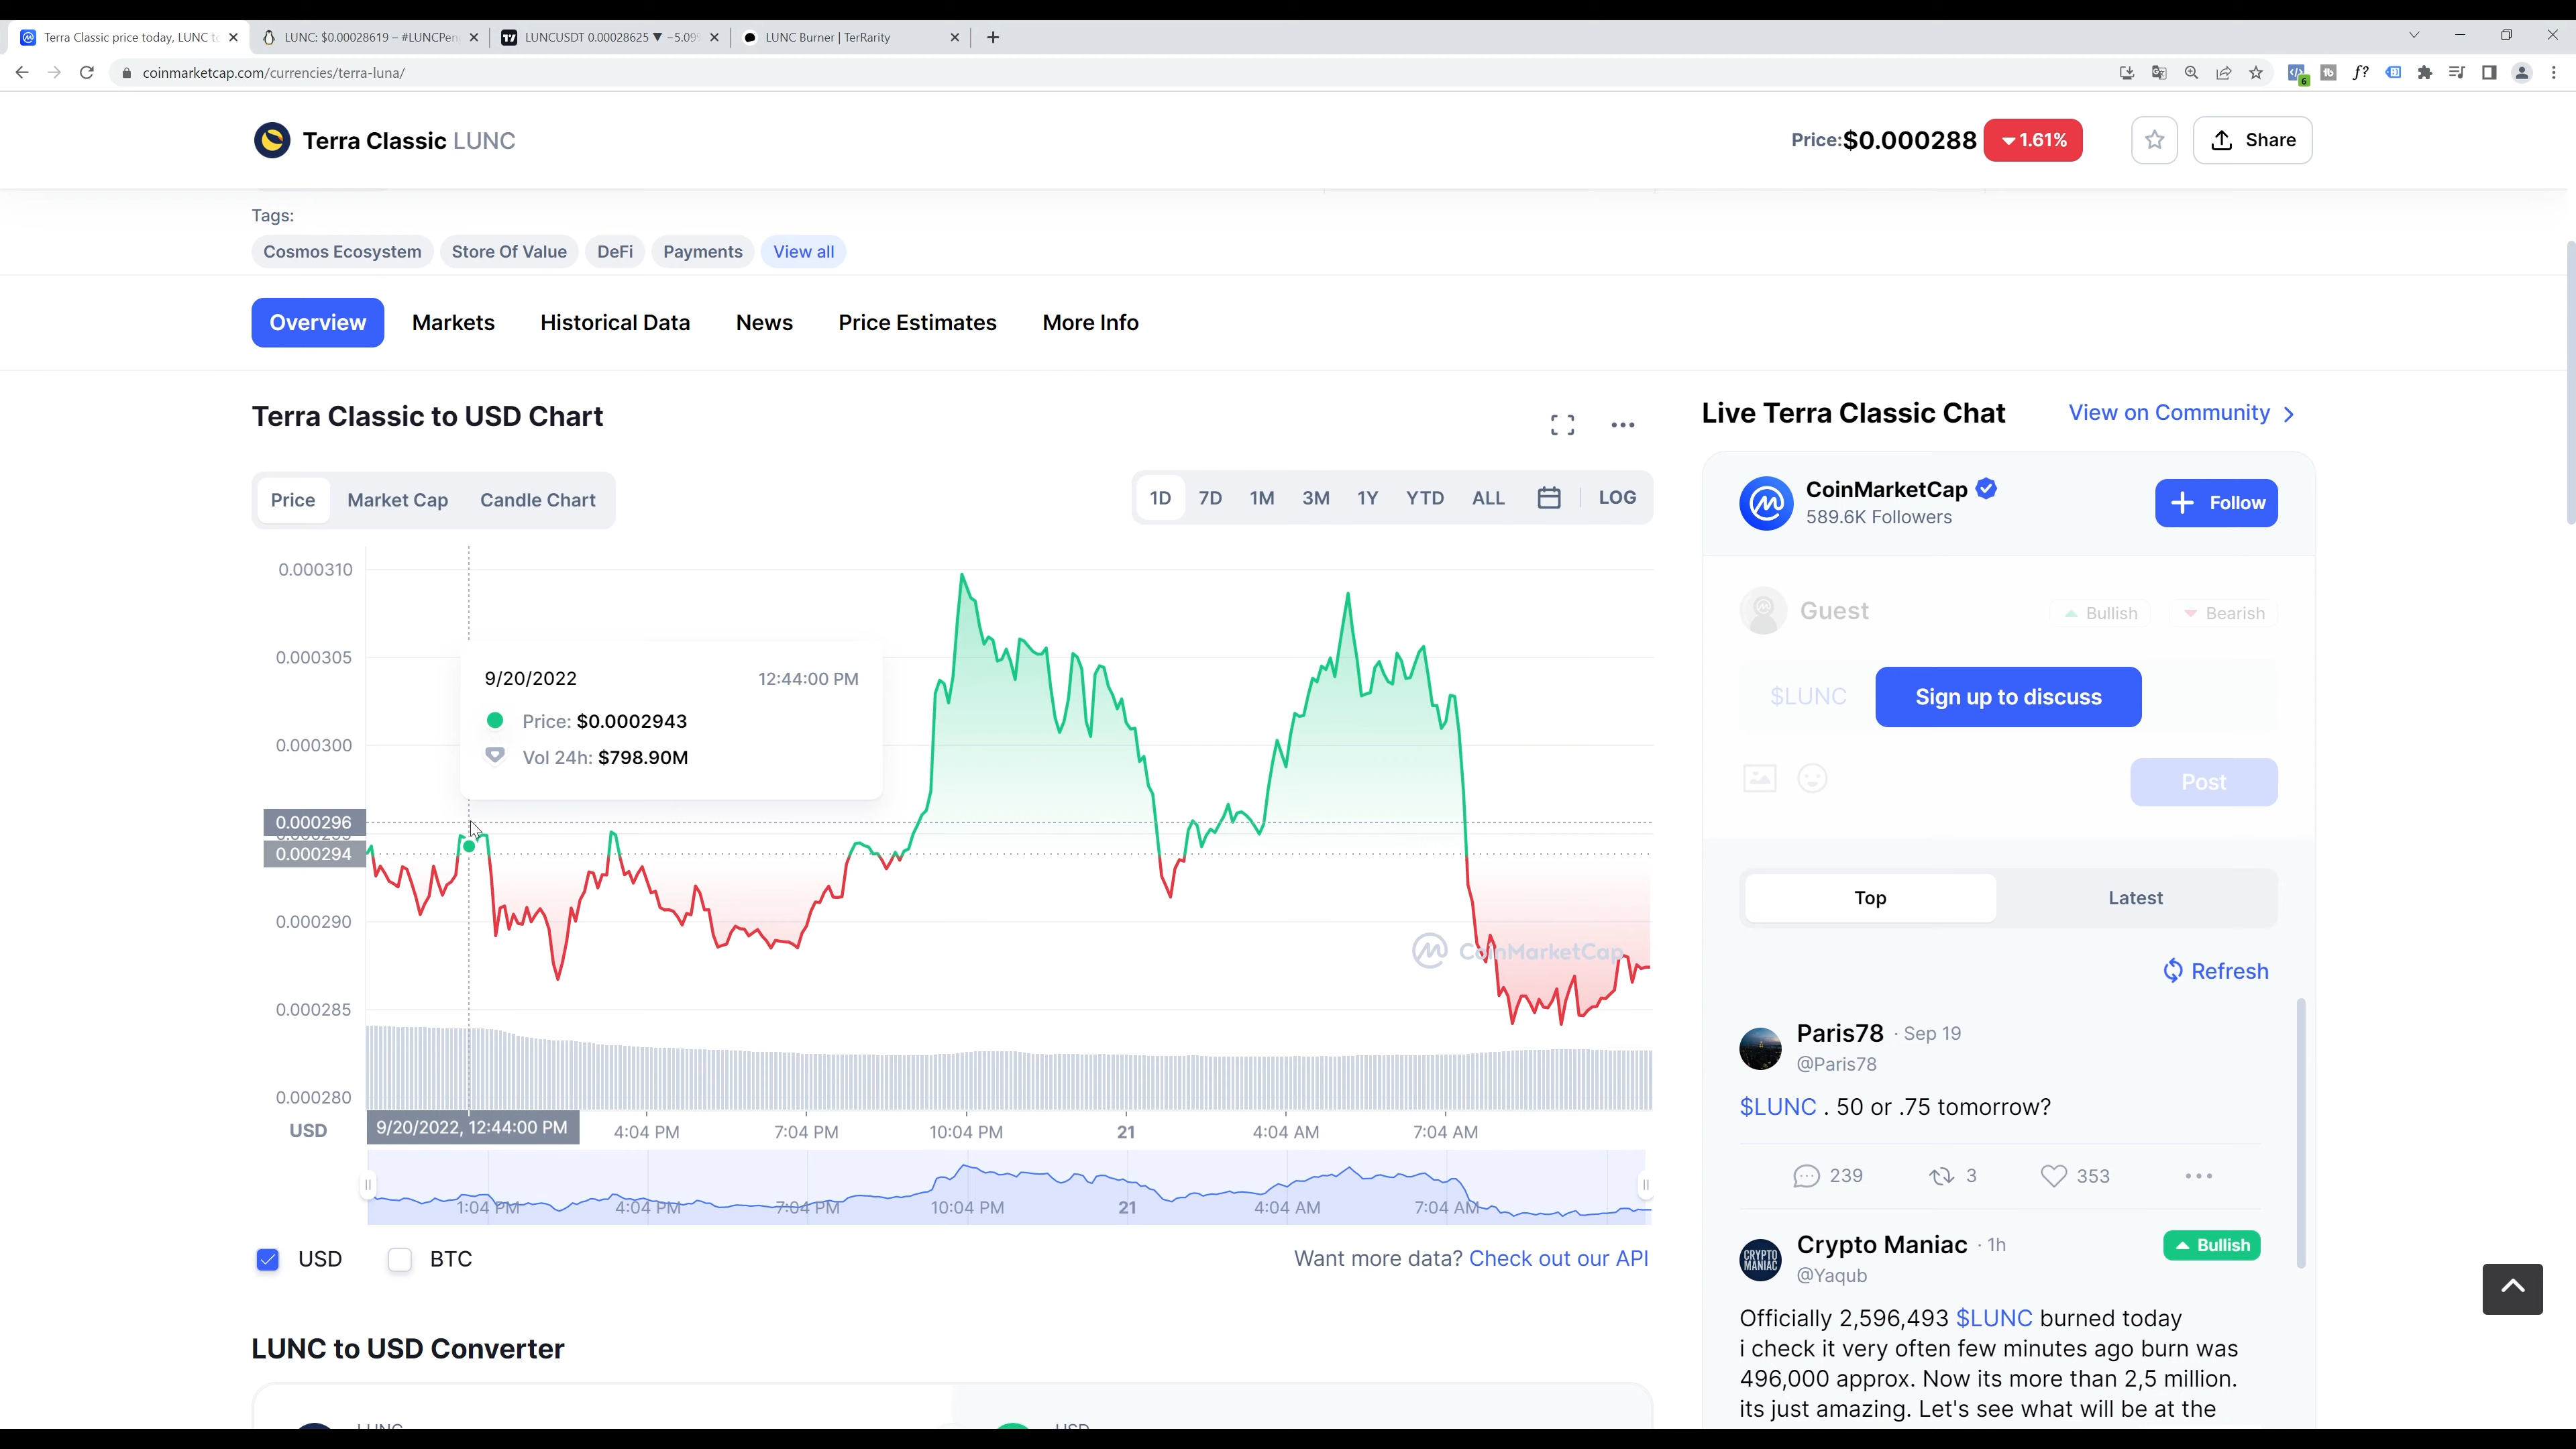 Terra Classic price today, LUNC to
LUNC: $0.00028619 – #LUNCPen
LUNCUSDT 0.00028625 ▼ −5.09%
LUNC Burner | TerRarity
coinmarketcap.com/currencies/terra-luna/
6
Terra Classic LUNC
Price:$0.000288
1.61%
Share
Tags:
Cosmos Ecosystem
Store Of Value
DeFi
Payments
View all
Overview
Markets
Historical Data
News
Price Estimates
More Info
Terra Classic to USD Chart
Price
Market Cap
Candle Chart
1D
7D
1M
3M
1Y
YTD
ALL
LOG
0.000310
0.000305
0.000300
0.000296
0.000294
0.000290
0.000285
0.000280
USD
9/20/2022
12:44:00 PM
Price: $0.0002943
Vol 24h: $798.90M
CoinMarketCap
9/20/2022, 12:44:00 PM
4:04 PM
7:04 PM
10:04 PM
21
4:04 AM
7:04 AM
1:04 PM
4:04 PM
7:04 PM
10:04 PM
21
4:04 AM
7:04 AM
USD
BTC
Want more data? Check out our API
LUNC to USD Converter
Live Terra Classic Chat
View on Community
CoinMarketCap
589.6K Followers
Follow
Guest
Bullish
Bearish
$LUNC
Sign up to discuss
Post
Top
Latest
Refresh
Paris78 · Sep 19
@Paris78
$LUNC . 50 or .75 tomorrow?
239
3
353
CRYPTO
MANIAC
Crypto Maniac · 1h
@Yaqub
Bullish
Officially 2,596,493 $LUNC burned today
i check it very often few minutes ago burn was
496,000 approx. Now its more than 2,5 million.
its just amazing. Let's see what will be at the